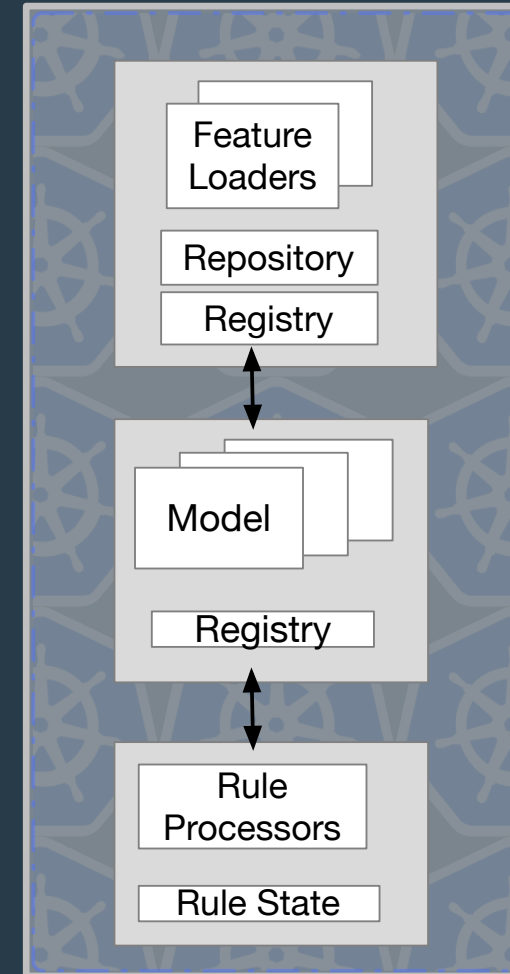 Feature
Loaders
Repository
Registry
Model
Registry
Rule
Processors
Rule State